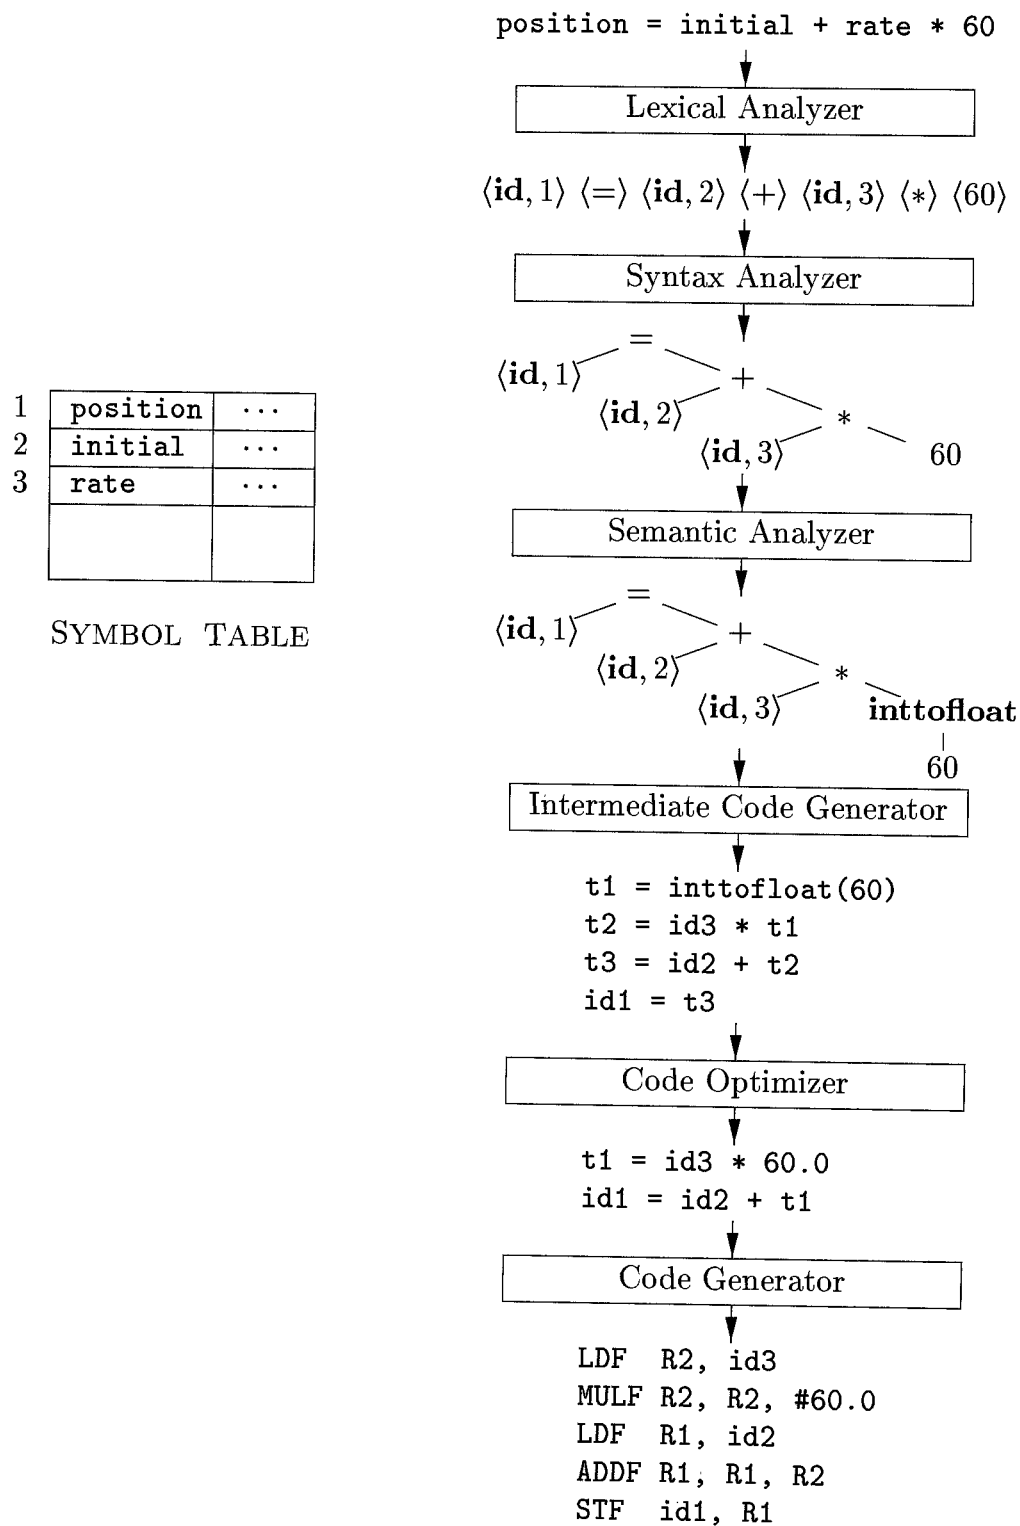 position = initial + rate * 60
Lexical Analyzer
⟨id, 1⟩ ⟨=⟩ ⟨id, 2⟩ ⟨+⟩ ⟨id, 3⟩ ⟨*⟩ ⟨60⟩
Syntax Analyzer
=
⟨id, 1⟩ +
⟨id, 2⟩ *
⟨id, 3⟩ 60
1 position ...
2 initial ...
3 rate ...
SYMBOL TABLE
Semantic Analyzer
=
⟨id, 1⟩ +
⟨id, 2⟩ *
⟨id, 3⟩ inttofloat
60
Intermediate Code Generator
t1 = inttofloat(60)
t2 = id3 * t1
t3 = id2 + t2
id1 = t3
Code Optimizer
t1 = id3 * 60.0
id1 = id2 + t1
Code Generator
LDF R2, id3
MULF R2, R2, #60.0
LDF R1, id2
ADDF R1, R1, R2
STF id1, R1